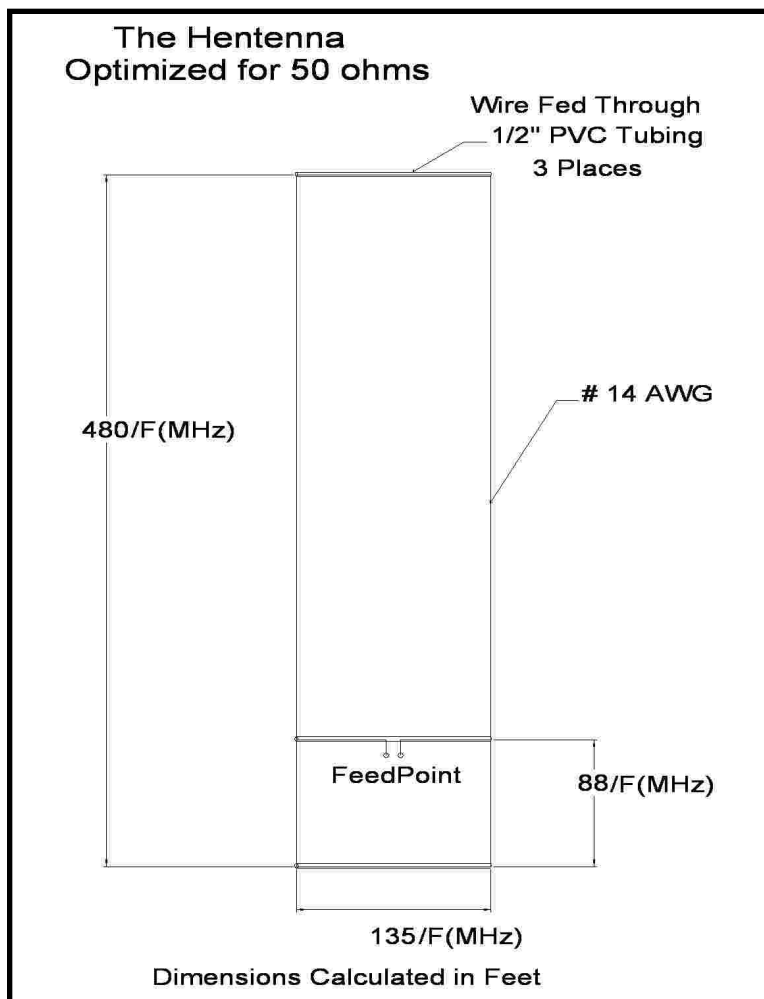 The Hentenna
Optimized for 50 ohms
Wire Fed Through
1/2" PVC Tubing
3 Places
# 14 AWG
480/F(MHz)
FeedPoint
88/F(MHz)
135/F(MHz)
Dimensions Calculated in Feet